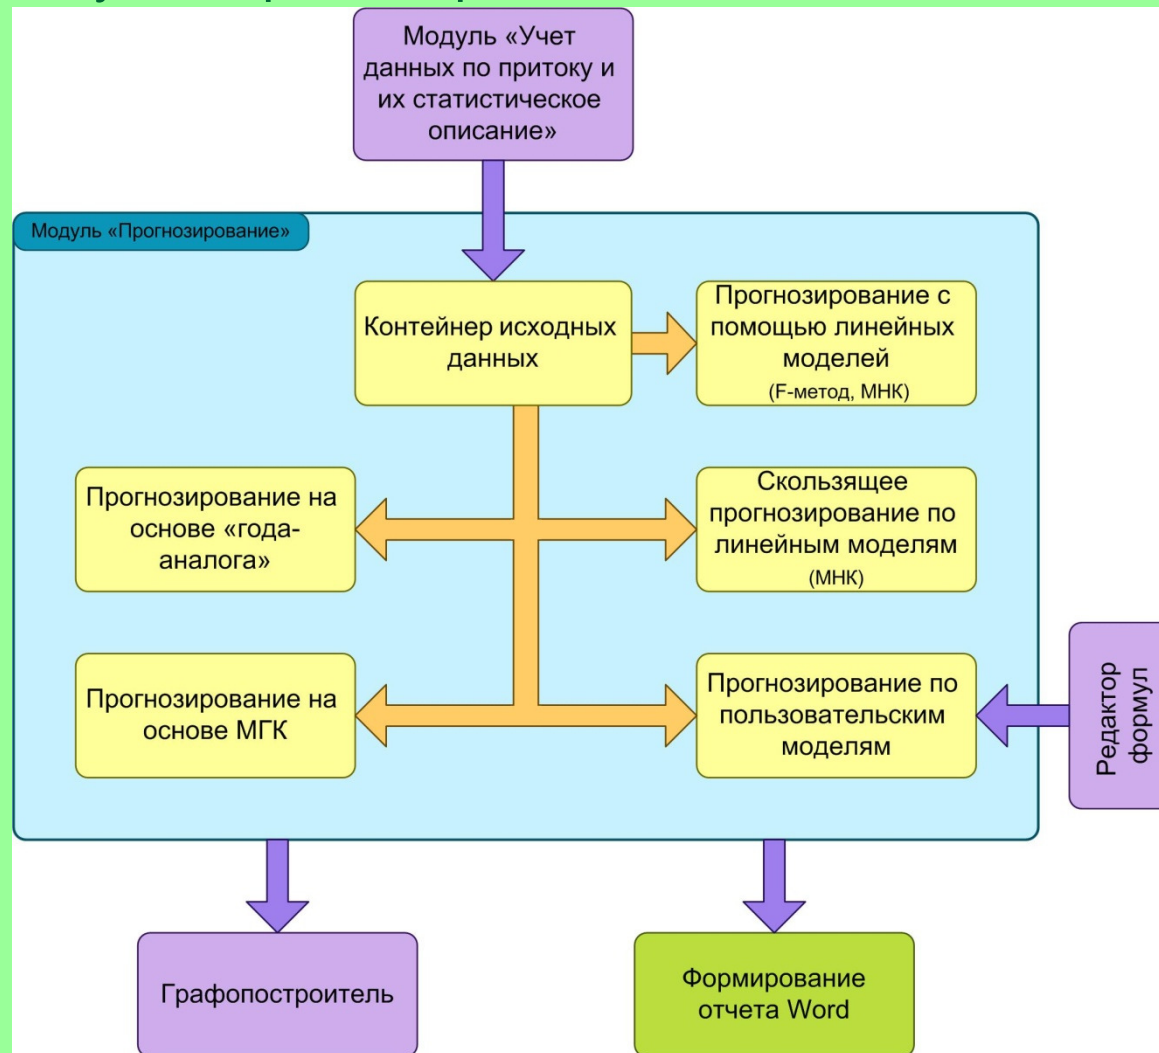 Модуль «Учет
данных по притоку и
их статистическое
описание»
Модуль «Прогнозирование»
Контейнер исходных
данных
Прогнозирование с
помощью линейных
моделей
(F-метод, МНК)
Прогнозирование на
основе «года-
аналога»
Скользящее
прогнозирование по
линейным моделям
(МНК)
Прогнозирование на
основе МГК
Прогнозирование по
пользовательским
моделям
Редактор
формул
Графопостроитель
Формирование
отчета Word